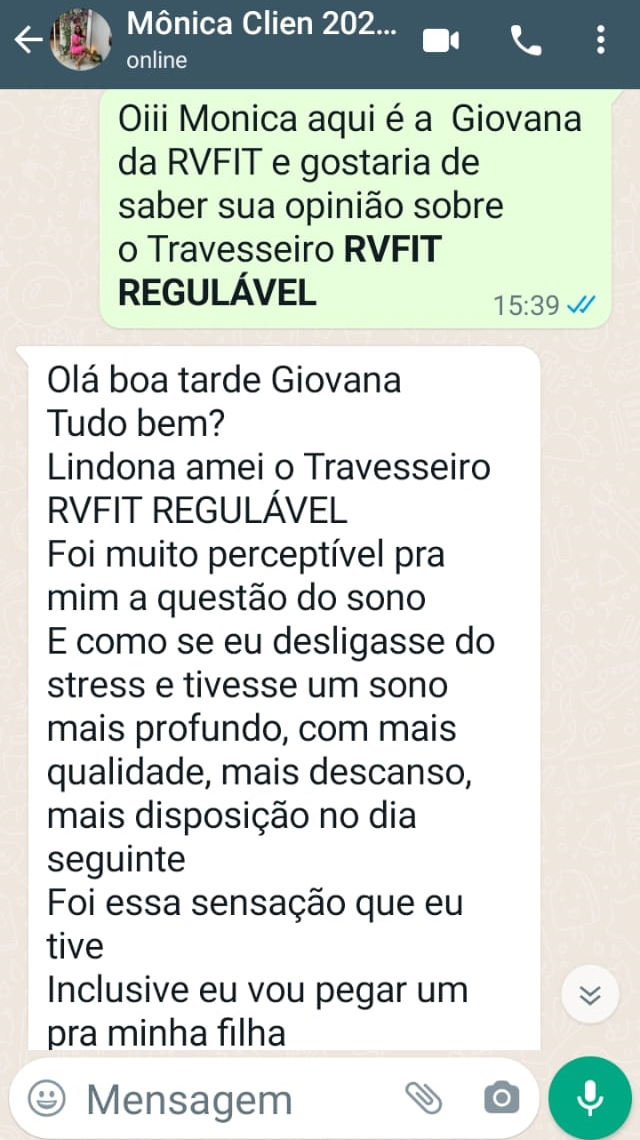 Mônica Clien 202...
online
Oiii Monica aqui é a Giovana
da RVFIT e gostaria de
saber sua opinião sobre
o Travesseiro RVFIT
REGULÁVEL
15:39
Olá boa tarde Giovana
Tudo bem?
Lindona amei o Travesseiro
RVFIT REGULÁVEL
Foi muito perceptível pra
mim a questão do sono
E como se eu desligasse do
stress e tivesse um sono
mais profundo, com mais
qualidade, mais descanso,
mais disposição no dia
seguinte
Foi essa sensação que eu
tive
Inclusive eu vou pegar um
pra minha filha
Mensagem